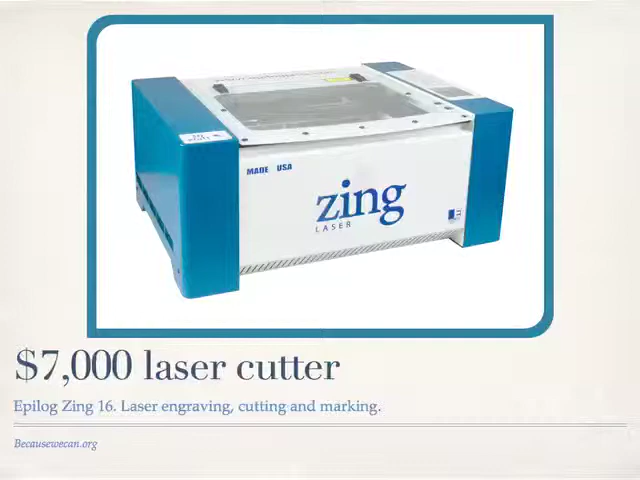 MADE USA
zing
LASER
$7,000 laser cutter
Epilog Zing 16. Laser engraving, cutting and marking.
Becausewecan.org